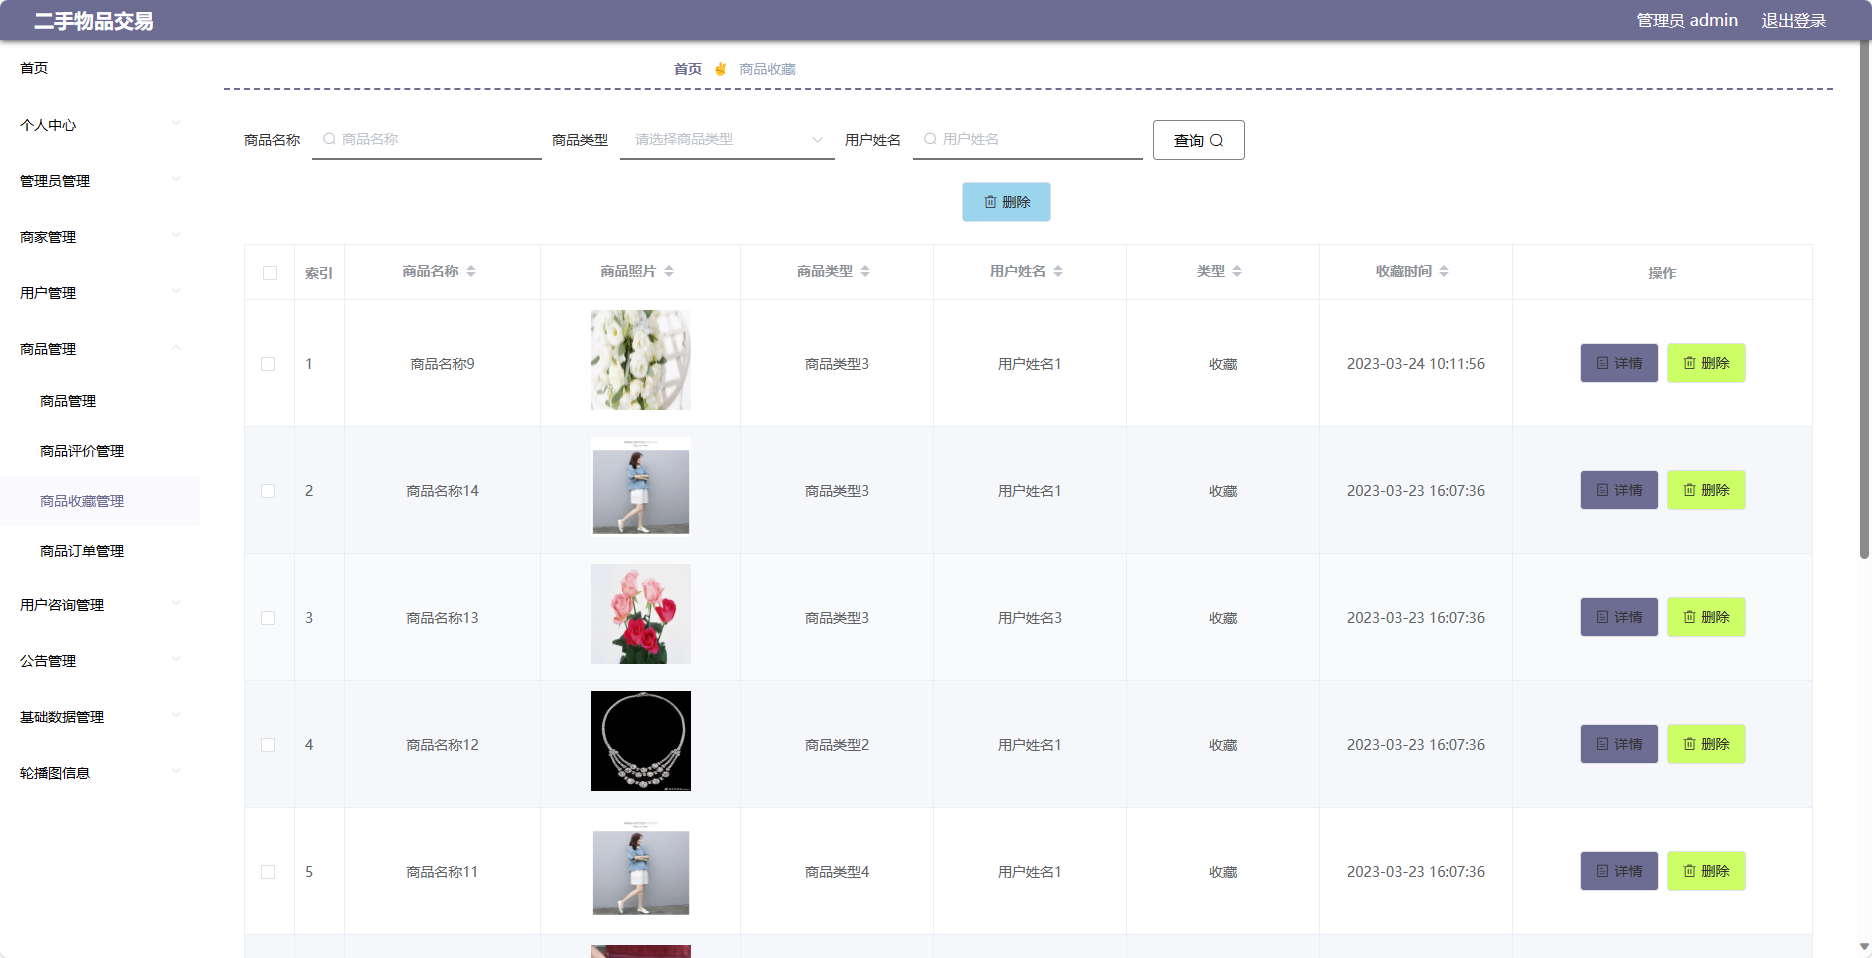 二手物品交易
管理员 admin 退出登录
首页
个人中心
管理员管理
商家管理
用户管理
商品管理
商品管理
商品评价管理
商品收藏管理
商品订单管理
用户咨询管理
公告管理
基础数据管理
轮播图信息
首页 商品收藏
商品名称 商品名称 商品类型 请选择商品类型 用户姓名 用户姓名 查询
删除
索引 商品名称 商品照片 商品类型 用户姓名 类型 收藏时间 操作
1 商品名称9 商品类型3 用户姓名1 收藏 2023-03-24 10:11:56 详情 删除
2 商品名称14 商品类型3 用户姓名1 收藏 2023-03-23 16:07:36 详情 删除
3 商品名称13 商品类型3 用户姓名3 收藏 2023-03-23 16:07:36 详情 删除
4 商品名称12 商品类型2 用户姓名1 收藏 2023-03-23 16:07:36 详情 删除
5 商品名称11 商品类型4 用户姓名1 收藏 2023-03-23 16:07:36 详情 删除